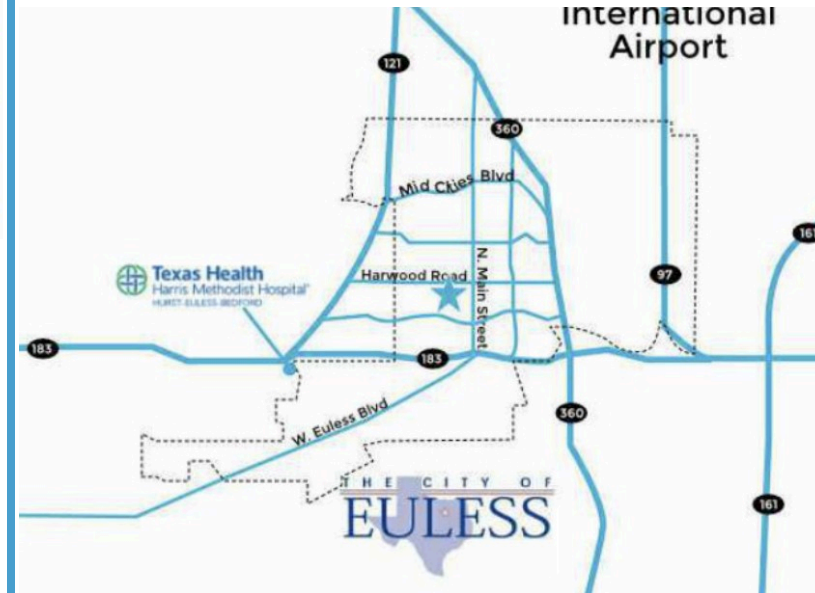 International
Airport
121
360
Mid Cities Blvd
161
Texas Health
Harris Methodist Hospital
HURST-EULESS-BEDFORD
Harwood Road
N. Main Street
97
183
183
360
W. Euless Blvd
THE CITY OF
EULESS
161